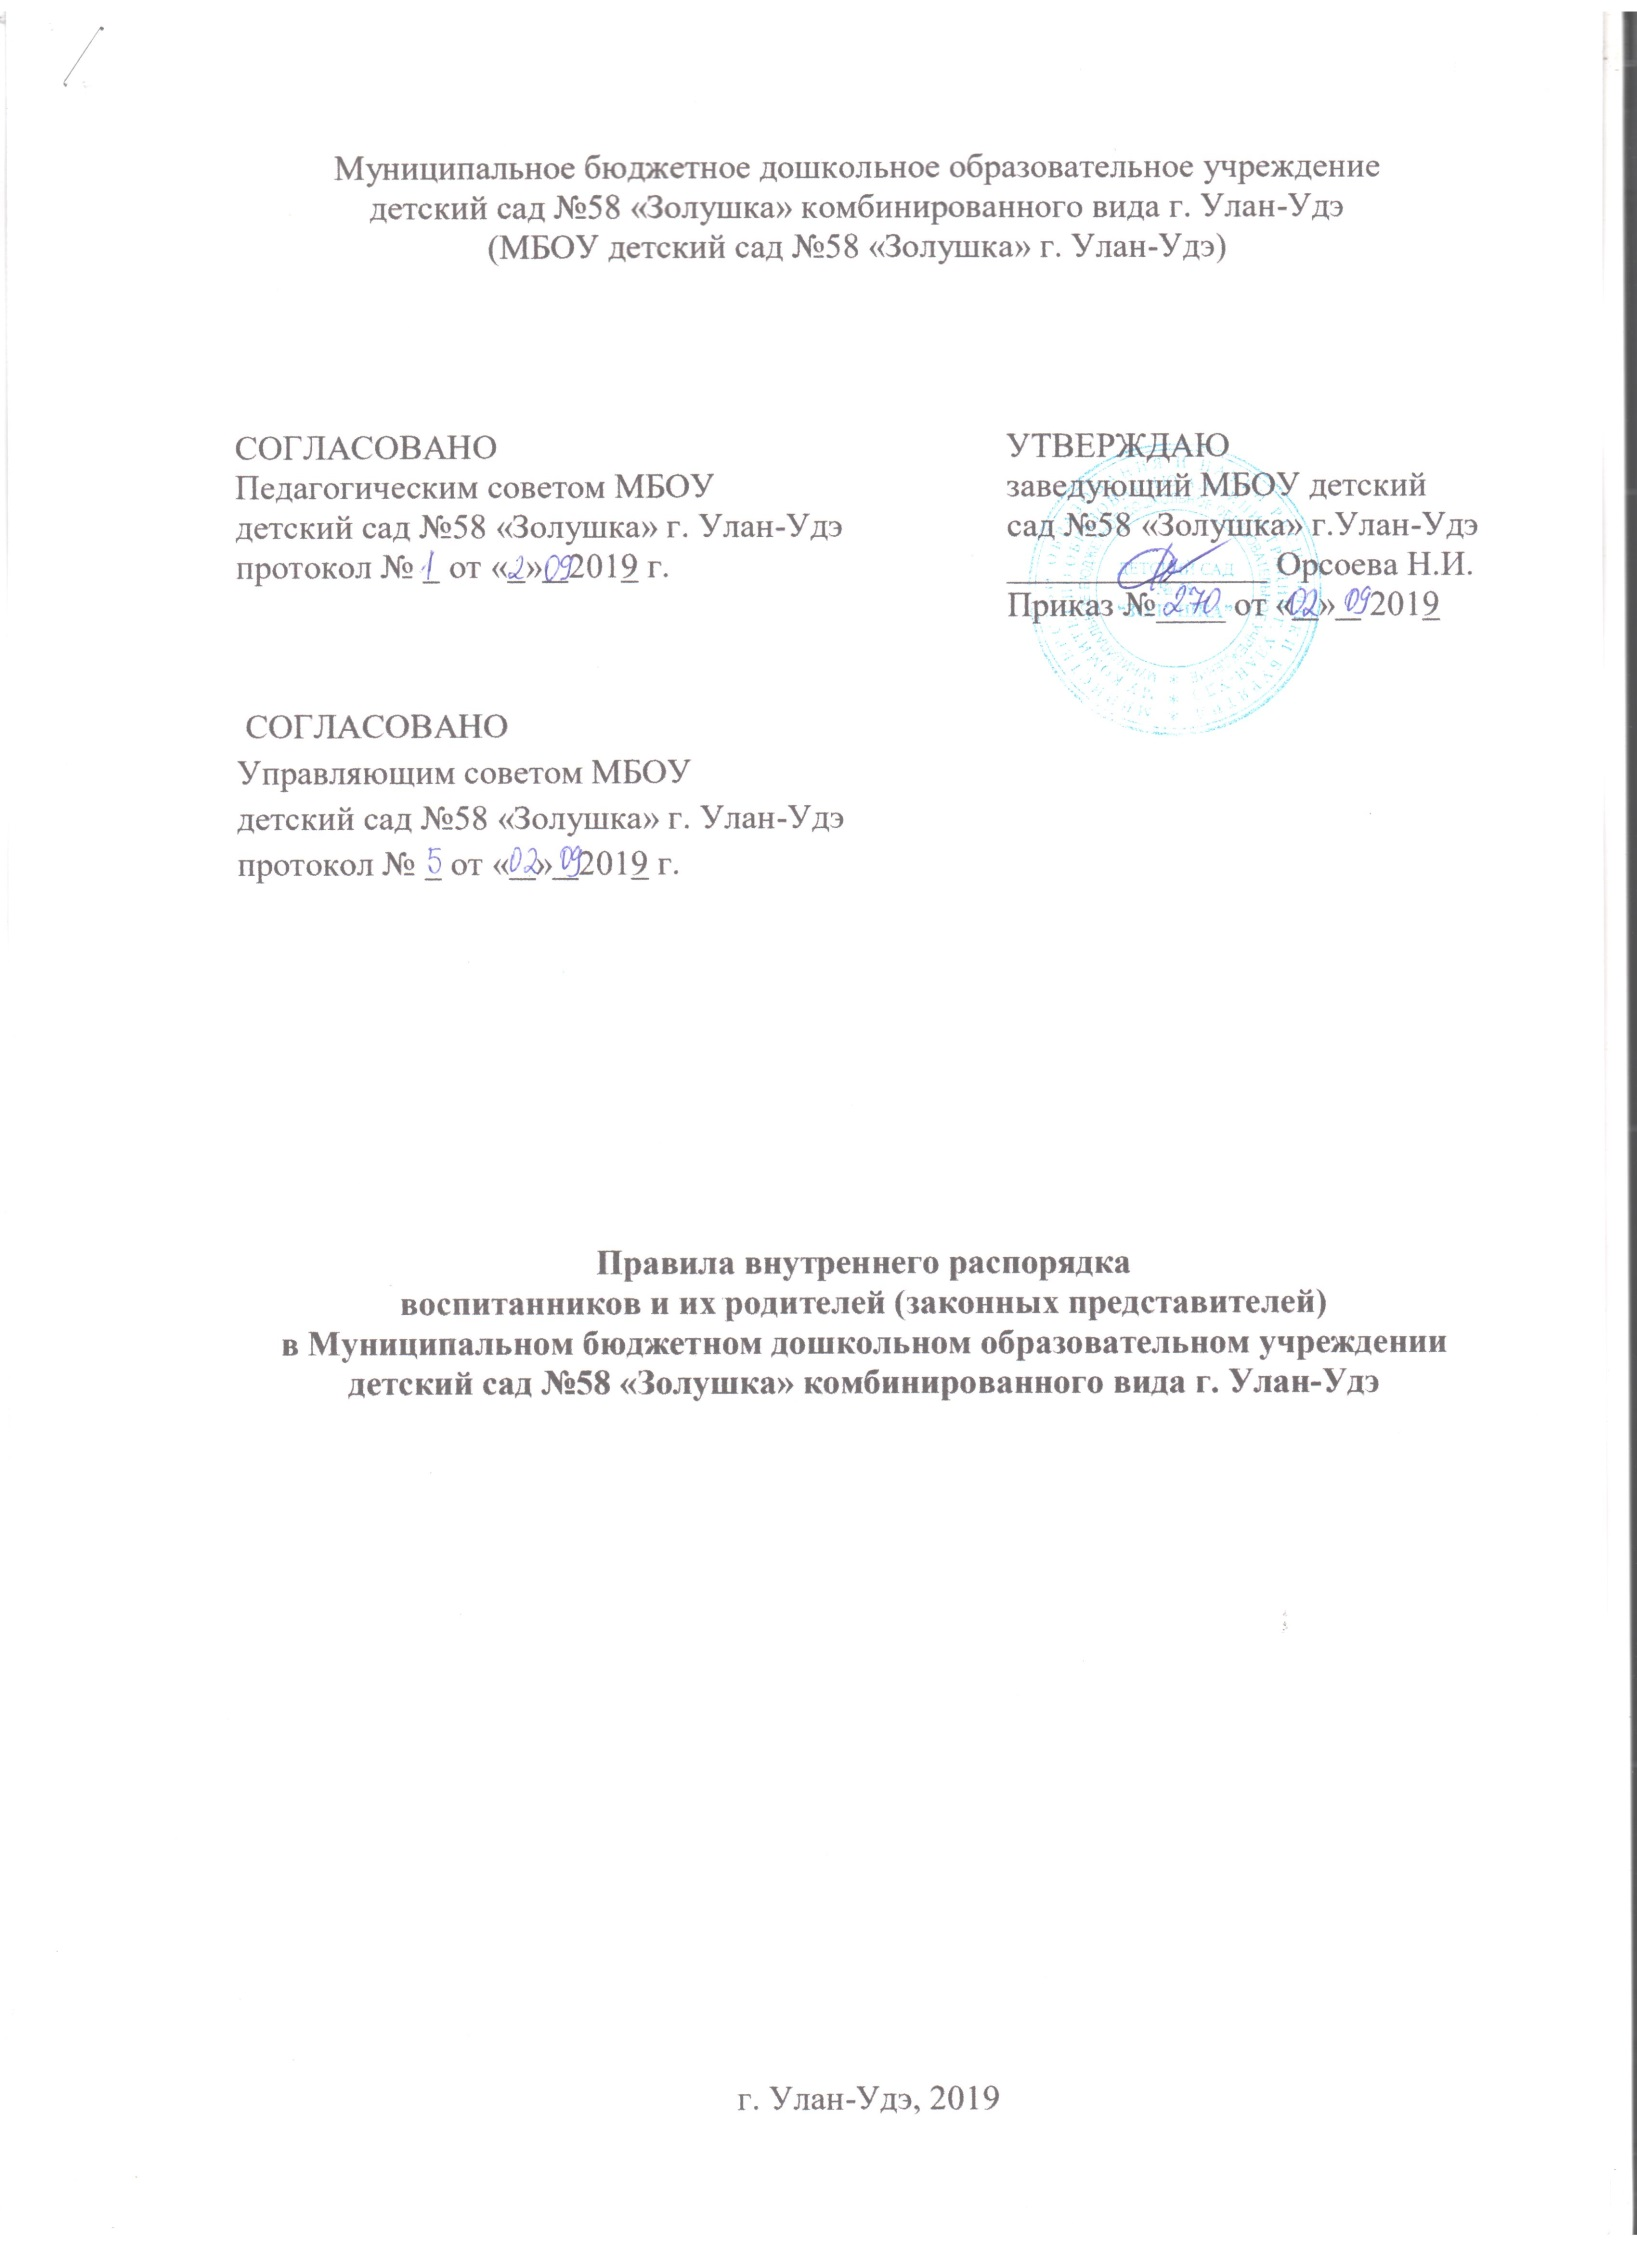 Муниципальное бюджетное дошкольное образовательное учреждение
детский сад №58 «Золушка» комбинированного вида г. Улан-Удэ
(МБОУ детский сад №58 «Золушка» г. Улан-Удэ)
СОГЛАСОВАНО
Педагогическим советом МБОУ
детский сад №58 «Золушка» г. Улан-Удэ
протокол № 1 от «2» 09 2019 г.
УТВЕРЖДАЮ
заведующий МБОУ детский
сад №58 «Золушка» г.Улан-Удэ
Орсоева Н.И.
Приказ № 270 от «02» 09 2019
ДЕТСКИЙ САД
СОГЛАСОВАНО
Управляющим советом МБОУ
детский сад №58 «Золушка» г. Улан-Удэ
протокол № 5 от «02» 09 2019 г.
Правила внутреннего распорядка
воспитанников и их родителей (законных представителей)
в Муниципальном бюджетном дошкольном образовательном учреждении
детский сад №58 «Золушка» комбинированного вида г. Улан-Удэ
г. Улан-Удэ, 2019